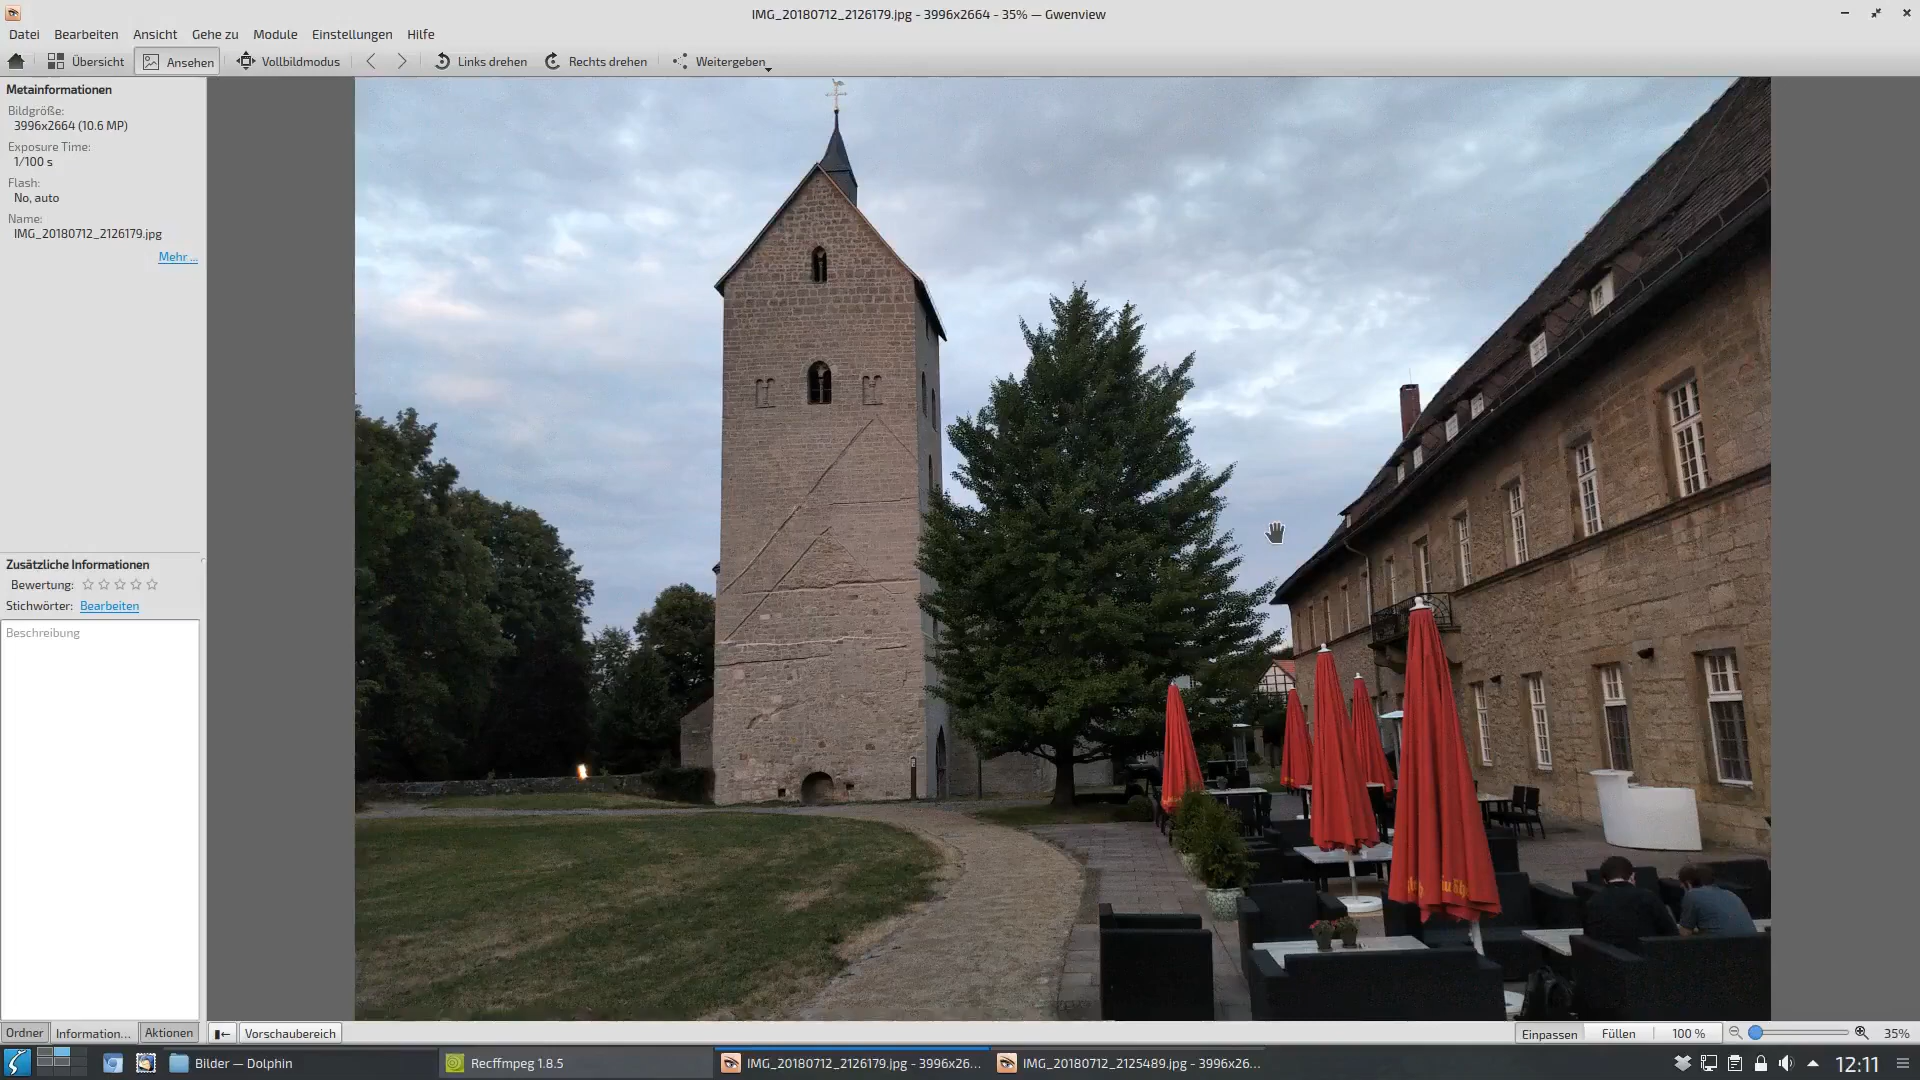 IMG_20180712_2126179.jpg - 3996x2664 - 35% — Gwenview
Datei Bearbeiten Ansicht Gehe zu Module Einstellungen Hilfe
Übersicht Ansehen Vollbildmodus Links drehen Rechts drehen Weitergeben
Metainformationen
Bildgröße:
3996x2664 (10.6 MP)
Exposure Time:
1/100 s
Flash:
No, auto
Name:
IMG_20180712_2126179.jpg
Mehr ...
Zusätzliche Informationen
Bewertung:
Stichwörter: Bearbeiten
Beschreibung
Ordner Information... Aktionen Vorschaubereich Einpassen Füllen 100 % 35%
Bilder — Dolphin Recffmpeg 1.8.5 IMG_20180712_2126179.jpg - 3996x26... IMG_20180712_2125489.jpg - 3996x26... 12:11